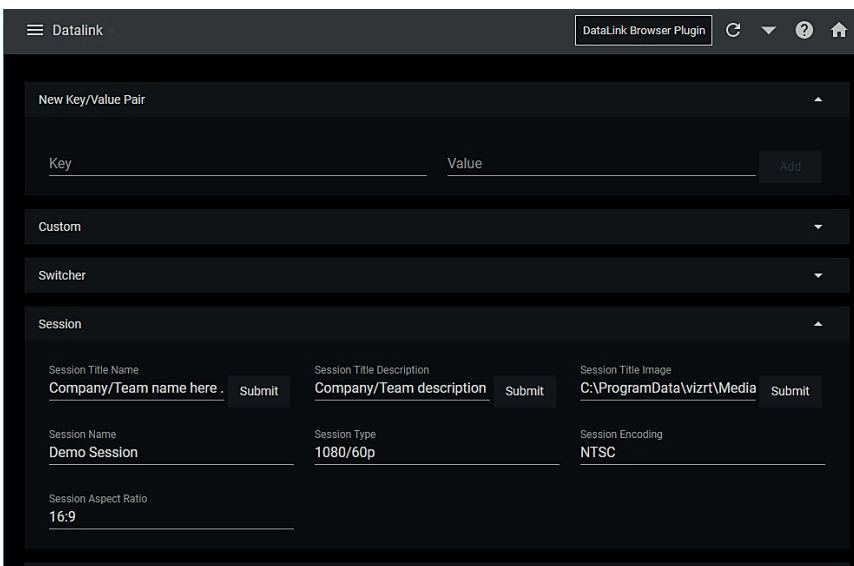 Datalink
DataLink Browser Plugin
New Key/Value Pair
Key Value Add
Custom
Switcher
Session
Session Title Name Session Title Description Session Title Image
Company/Team name here . Submit Company/Team description Submit C:\ProgramData\vizrt\Media Submit
Session Name Session Type Session Encoding
Demo Session 1080/60p NTSC
Session Aspect Ratio
16:9